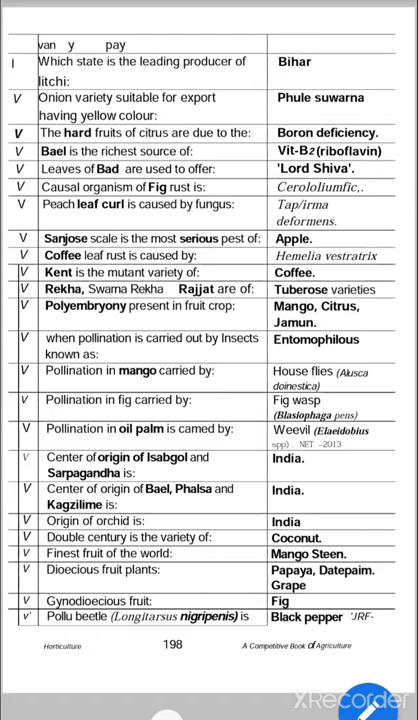 van y pay
I Which state is the leading producer of Bihar
litchi:
V Onion variety suitable for export Phule suwarna
having yellow colour:
V The hard fruits of citrus are due to the: Boron deficiency.
V Bael is the richest source of: Vit-B2(riboflavin)
V Leaves of Bad are used to offer: 'Lord Shiva'.
V Causal organism of Fig rust is: Cerololiumfic,.
V Peach leaf curl is caused by fungus: Tap/irma
deformens.
V Sanjose scale is the most serious pest of: Apple.
V Coffee leaf rust is caused by: Hemelia vestratrix
V Kent is the mutant variety of: Coffee.
V Rekha, Swarna Rekha Rajjat are of: Tuberose varieties
V Polyembryony present in fruit crop: Mango, Citrus,
Jamun.
V when pollination is carried out by Insects Entomophilous
known as:
V Pollination in mango carried by: House flies (Alusca
doinestica)
V Pollination in fig carried by: Fig wasp
(Blasiophaga pens)
V Pollination in oil palm is camed by: Weevil (Elaeidobius
spp) . NET -2013
V Center of origin of Isabgol and India.
Sarpagandha is:
V Center of origin of Bael, Phalsa and India.
Kagzilime is:
V Origin of orchid is: India
V Double century is the variety of: Coconut.
V Finest fruit of the world: Mango Steen.
V Dioecious fruit plants: Papaya, Datepaim.
Grape
V Gynodioecious fruit: Fig
v' Pollu beetle (Longitarsus nigripenis) is Black pepper 'JRF-
Horticulture 198 A Competitive Book of Agriculture
XRecorder